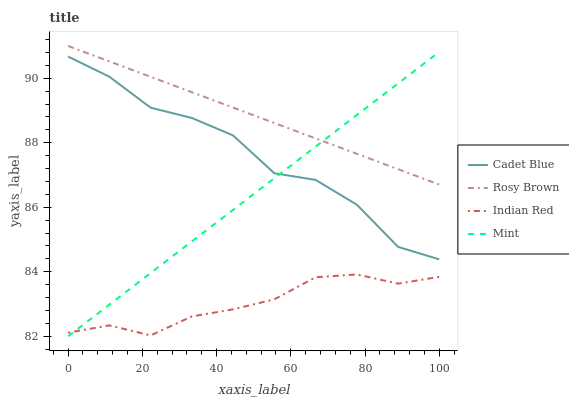 title
yaxis_label
90
88
86
84
82
0 20 40 60 80 100
xaxis_label
Cadet Blue
Rosy Brown
Indian Red
Mint